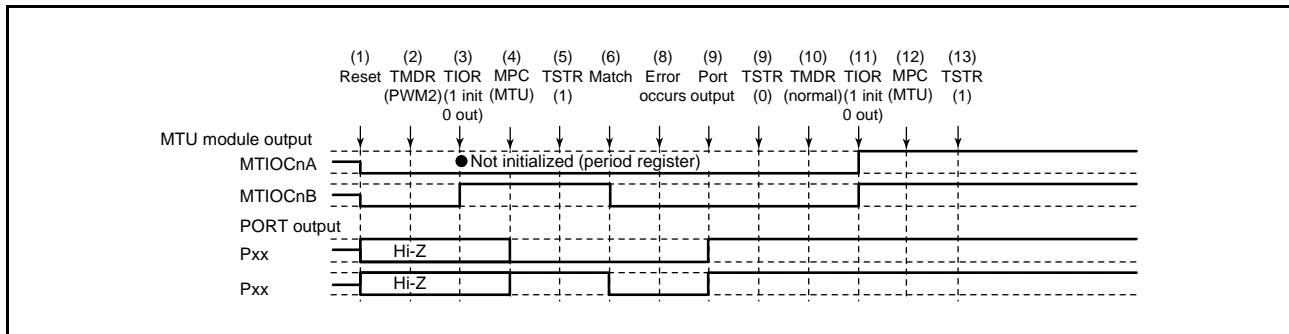 (1) (2) (3) (4) (5) (6) (8) (9) (9) (10) (11) (12) (13)
Reset TMDR TIOR MPC TSTR Match Error Port TSTR TMDR TIOR MPC TSTR
(PWM2) (1 init (MTU) (1) occurs output (0) (normal) (1 init (MTU) (1)
0 out) 0 out)
MTU module output
MTIOCnA ●Not initialized (period register)
MTIOCnB
PORT output
Pxx Hi-Z
Pxx Hi-Z